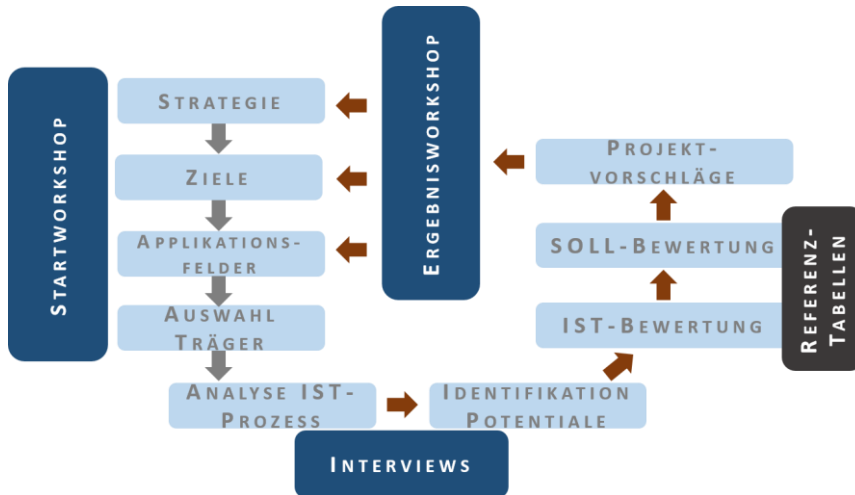 STARTWORKSHOP
STRATEGIE
ZIELE
APPLIKATIONS-
FELDER
AUSWAHL
TRÄGER
ANALYSE IST-
PROZESS
INTERVIEWS
IDENTIFIKATION
POTENTIALE
IST-BEWERTUNG
SOLL-BEWERTUNG
REFERENZ-
TABELLEN
PROJEKT-
VORSCHLÄGE
ERGEBNISWORKSHOP